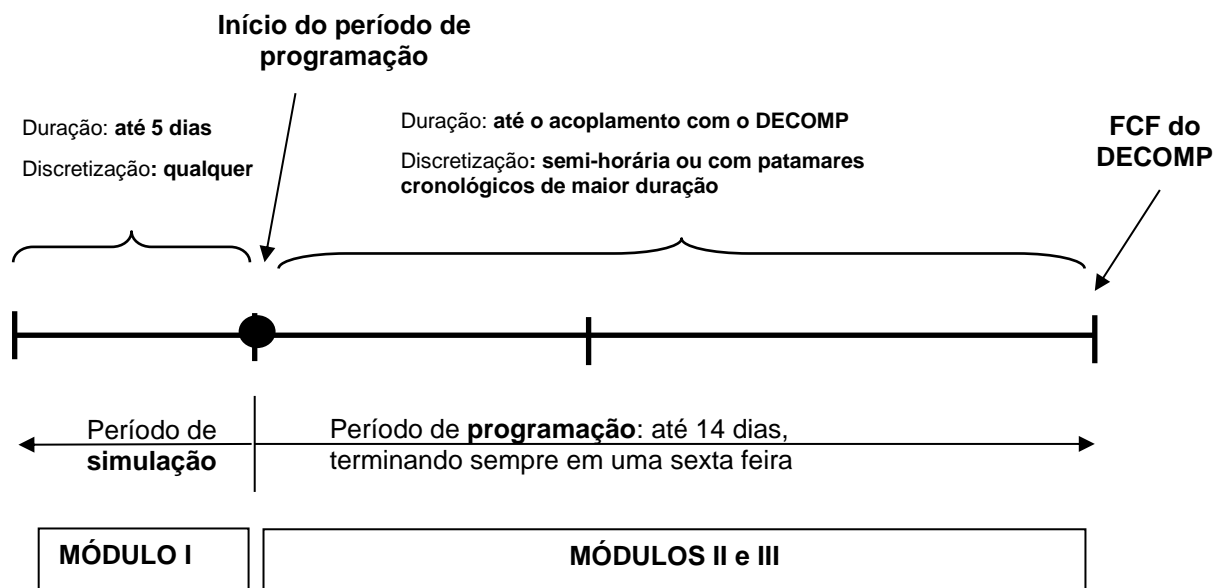 Início do período de
programação
Duração: até 5 dias
Discretização: qualquer
Duração: até o acoplamento com o DECOMP
Discretização: semi-horária ou com patamares
cronológicos de maior duração
FCF do
DECOMP
Período de
simulação
Período de programação: até 14 dias,
terminando sempre em uma sexta feira
MÓDULO I
MÓDULOS II e III